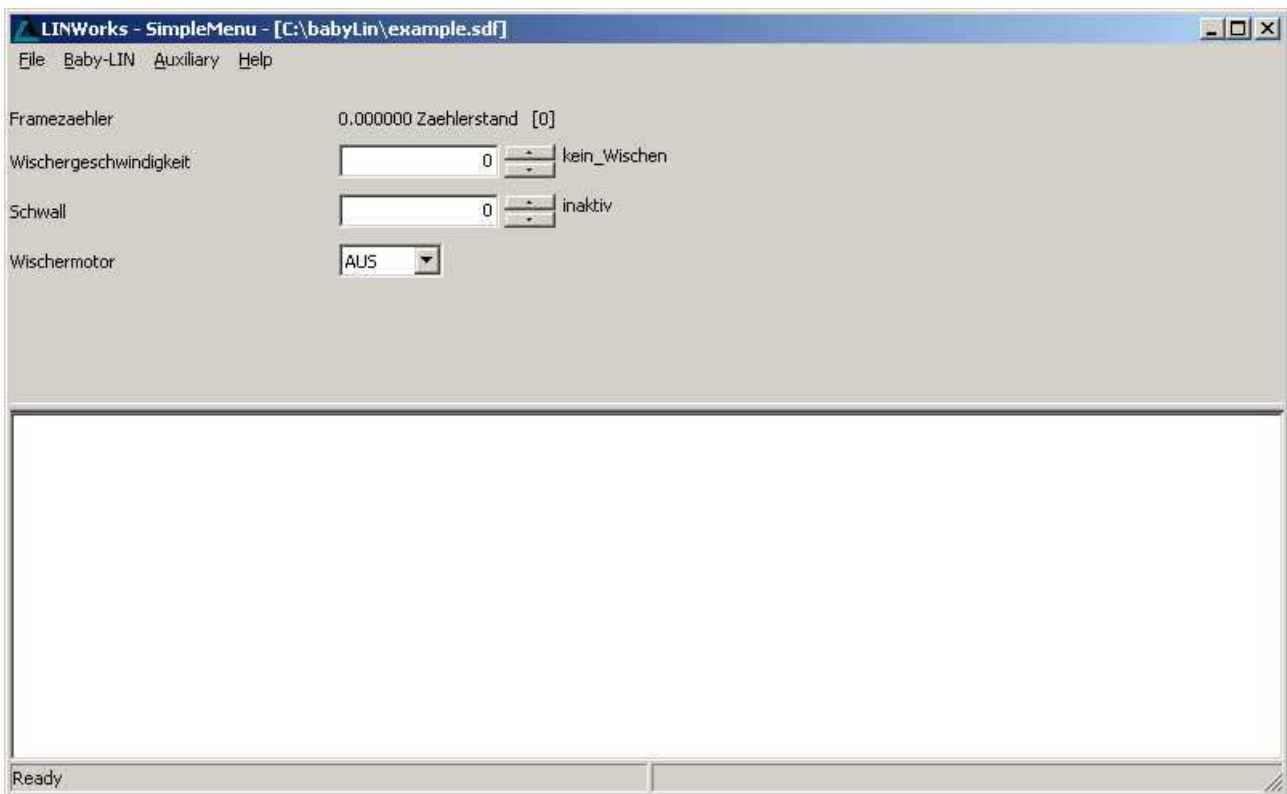 LINWorks - SimpleMenu - [C:\babyLin\example.sdf]
File Baby-LIN Auxiliary Help
Framezaehler 0.000000 Zaehlerstand [0]
Wischergeschwindigkeit 0 kein_Wischen
Schwall 0 inaktiv
Wischermotor AUS
Ready